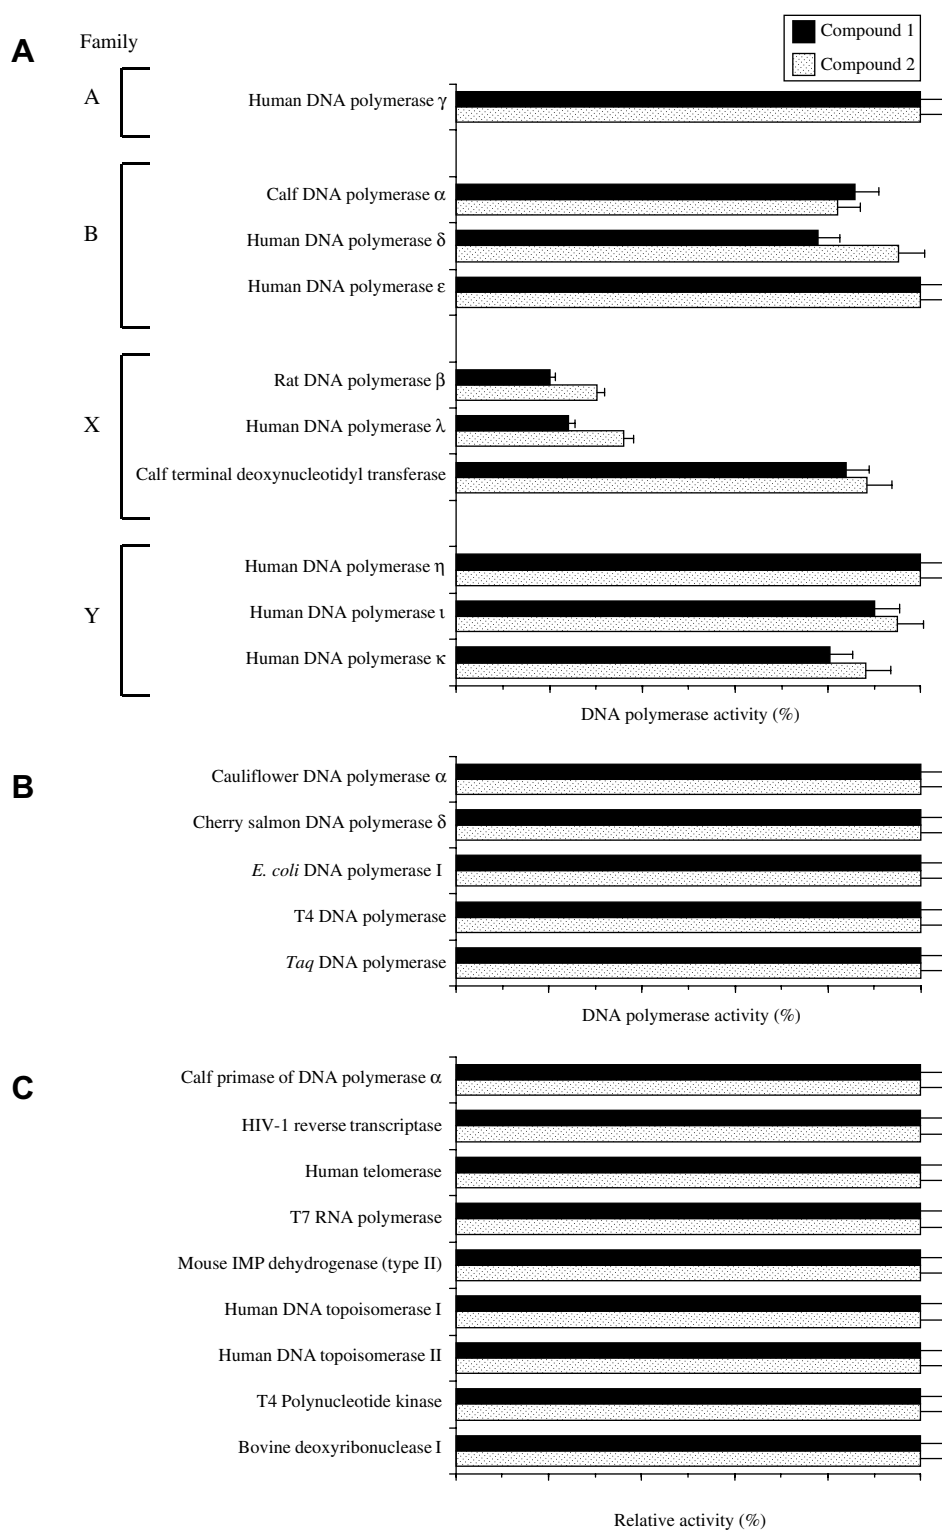 A
Family
Compound 1
Compound 2
A
Human DNA polymerase γ
B
Calf DNA polymerase α
Human DNA polymerase δ
Human DNA polymerase ε
X
Rat DNA polymerase β
Human DNA polymerase λ
Calf terminal deoxynucleotidyl transferase
Y
Human DNA polymerase η
Human DNA polymerase ι
Human DNA polymerase κ
DNA polymerase activity (%)
B
Cauliflower DNA polymerase α
Cherry salmon DNA polymerase δ
E. coli DNA polymerase I
T4 DNA polymerase
Taq DNA polymerase
DNA polymerase activity (%)
C
Calf primase of DNA polymerase α
HIV-1 reverse transcriptase
Human telomerase
T7 RNA polymerase
Mouse IMP dehydrogenase (type II)
Human DNA topoisomerase I
Human DNA topoisomerase II
T4 Polynucleotide kinase
Bovine deoxyribonuclease I
Relative activity (%)